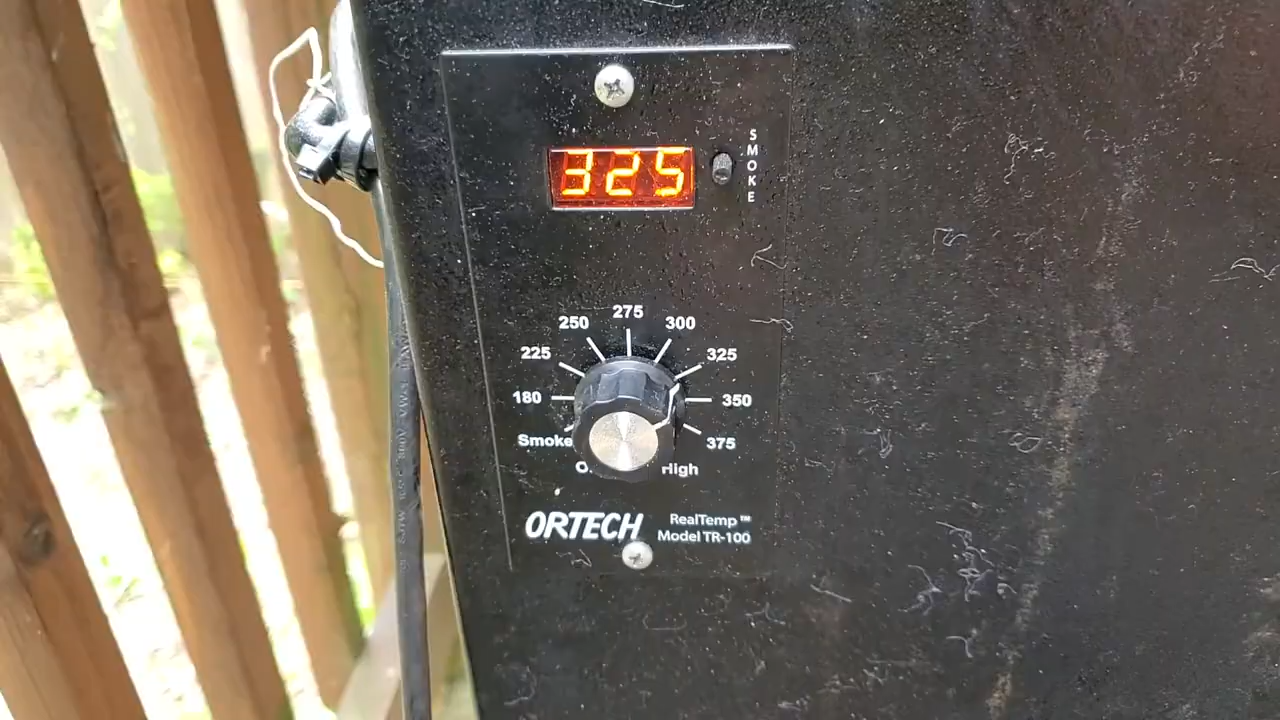 325
SMOKE
275
250
300
225
325
180
350
Smoke
375
High
ORTECH
RealTemp™
Model TR-100